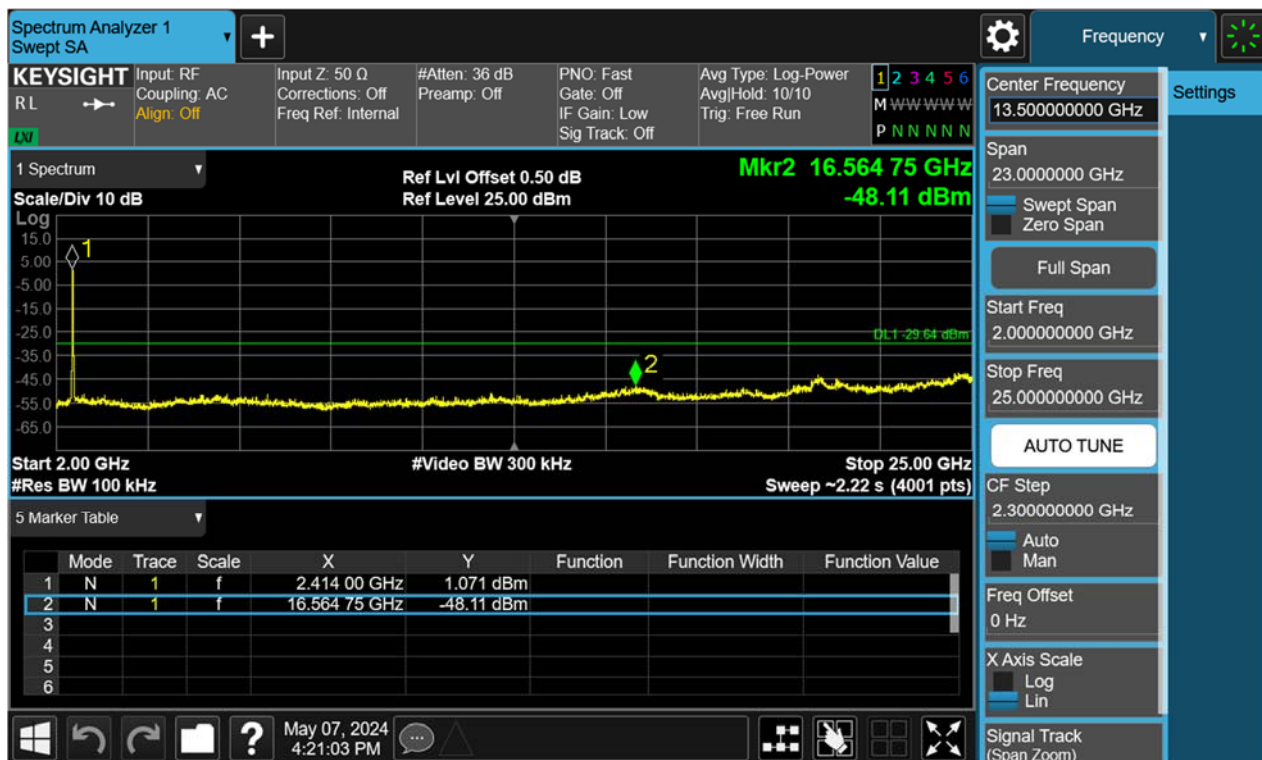 Spectrum Analyzer 1
Swept SA
+
Frequency
KEYSIGHT
R L
LXI
Input: RF
Coupling: AC
Align: Off
Input Z: 50 Ω
Corrections: Off
Freq Ref: Internal
#Atten: 36 dB
Preamp: Off
PNO: Fast
Gate: Off
IF Gain: Low
Sig Track: Off
Avg Type: Log-Power
Avg|Hold: 10/10
Trig: Free Run
1 2 3 4 5 6
M W W W W W
P N N N N N
1 Spectrum
Scale/Div 10 dB
Ref Lvl Offset 0.50 dB
Ref Level 25.00 dBm
Mkr2 16.564 75 GHz
-48.11 dBm
Log
15.0
5.00
-5.00
-15.0
-25.0
-35.0
-45.0
-55.0
-65.0
1
2
DL1 -29.64 dBm
Start 2.00 GHz
#Video BW 300 kHz
Stop 25.00 GHz
#Res BW 100 kHz
Sweep ~2.22 s (4001 pts)
5 Marker Table
Mode Trace Scale X Y Function Function Width Function Value
1 N 1 f 2.414 00 GHz 1.071 dBm
2 N 1 f 16.564 75 GHz -48.11 dBm
3
4
5
6
?
May 07, 2024
4:21:03 PM
Settings
Center Frequency
13.500000000 GHz
Span
23.0000000 GHz
Swept Span
Zero Span
Full Span
Start Freq
2.000000000 GHz
Stop Freq
25.000000000 GHz
AUTO TUNE
CF Step
2.300000000 GHz
Auto
Man
Freq Offset
0 Hz
X Axis Scale
Log
Lin
Signal Track
(Span Zoom)